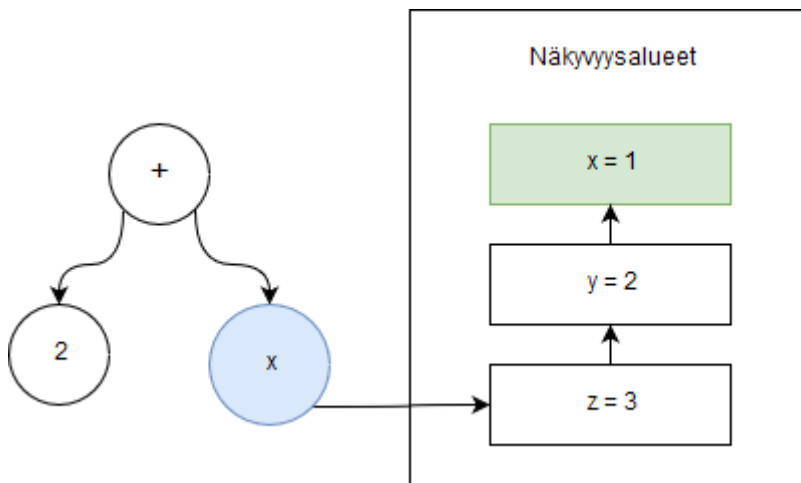 Näkyvyysalueet
+
2
x
x = 1
y = 2
z = 3